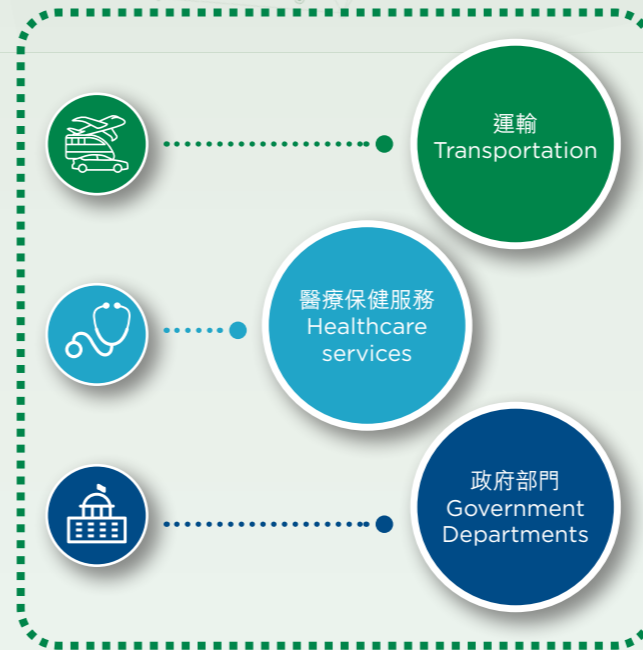 運輸
Transportation
醫療保健服務
Healthcare
services
政府部門
Government
Departments